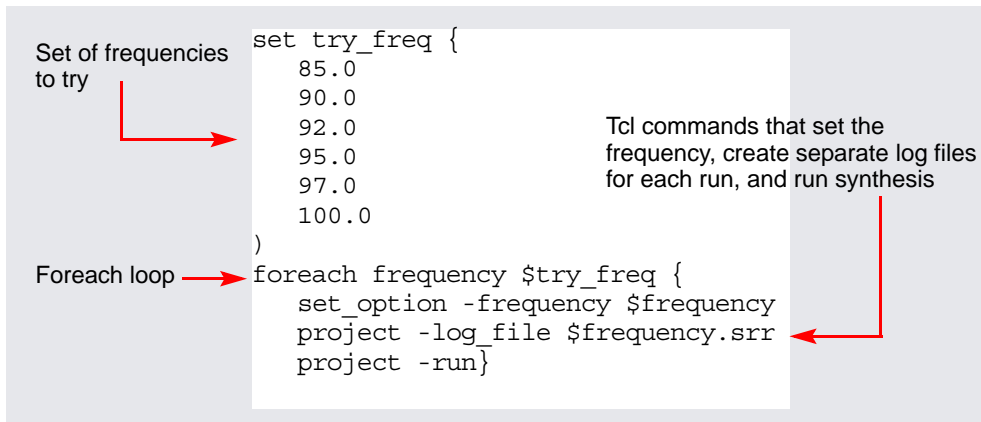 Set of frequencies
to try
set try_freq {
85.0
90.0
92.0
95.0
97.0
100.0
)
Tcl commands that set the
frequency, create separate log files
for each run, and run synthesis
Foreach loop
foreach frequency $try_freq {
set_option -frequency $frequency
project -log_file $frequency.srr
project -run}